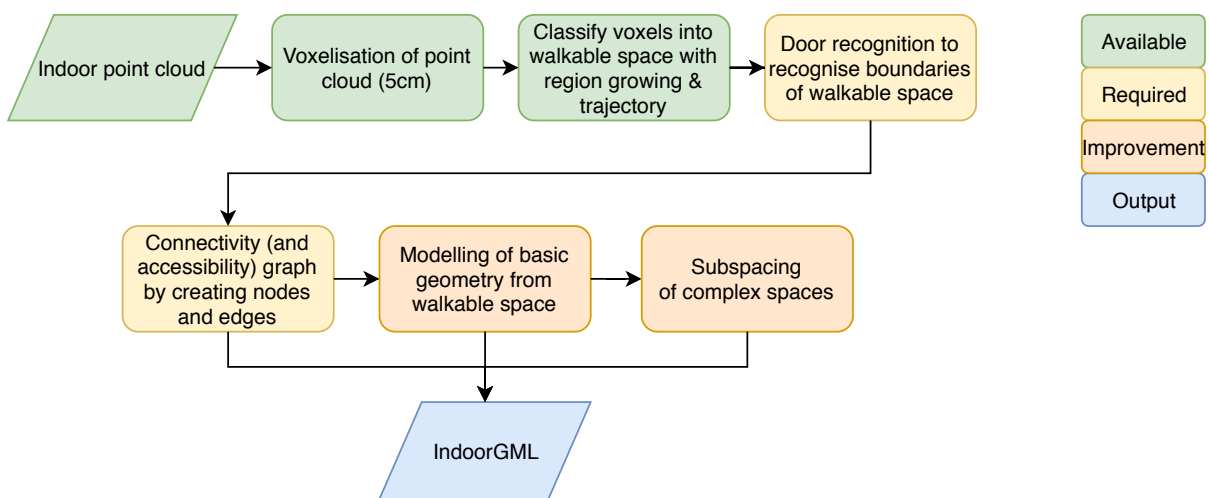 Indoor point cloud
Voxelisation of point
cloud (5cm)
Classify voxels into
walkable space with
region growing &
trajectory
Door recognition to
recognise boundaries
of walkable space
Available
Required
Improvement
Output
Connectivity (and
accessibility) graph
by creating nodes
and edges
Modelling of basic
geometry from
walkable space
Subspacing
of complex spaces
IndoorGML